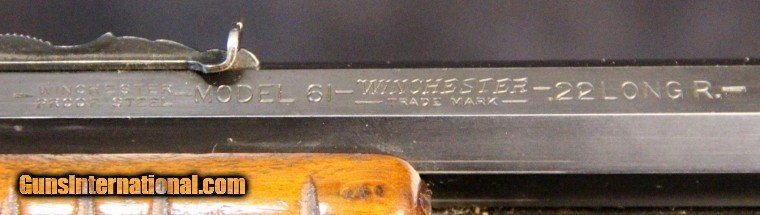 -WINCHESTER-
PROOF STEEL
MODEL 61-
WINCHESTER
-TRADE MARK-
-.22 LONG R.-
GunsInternational.com